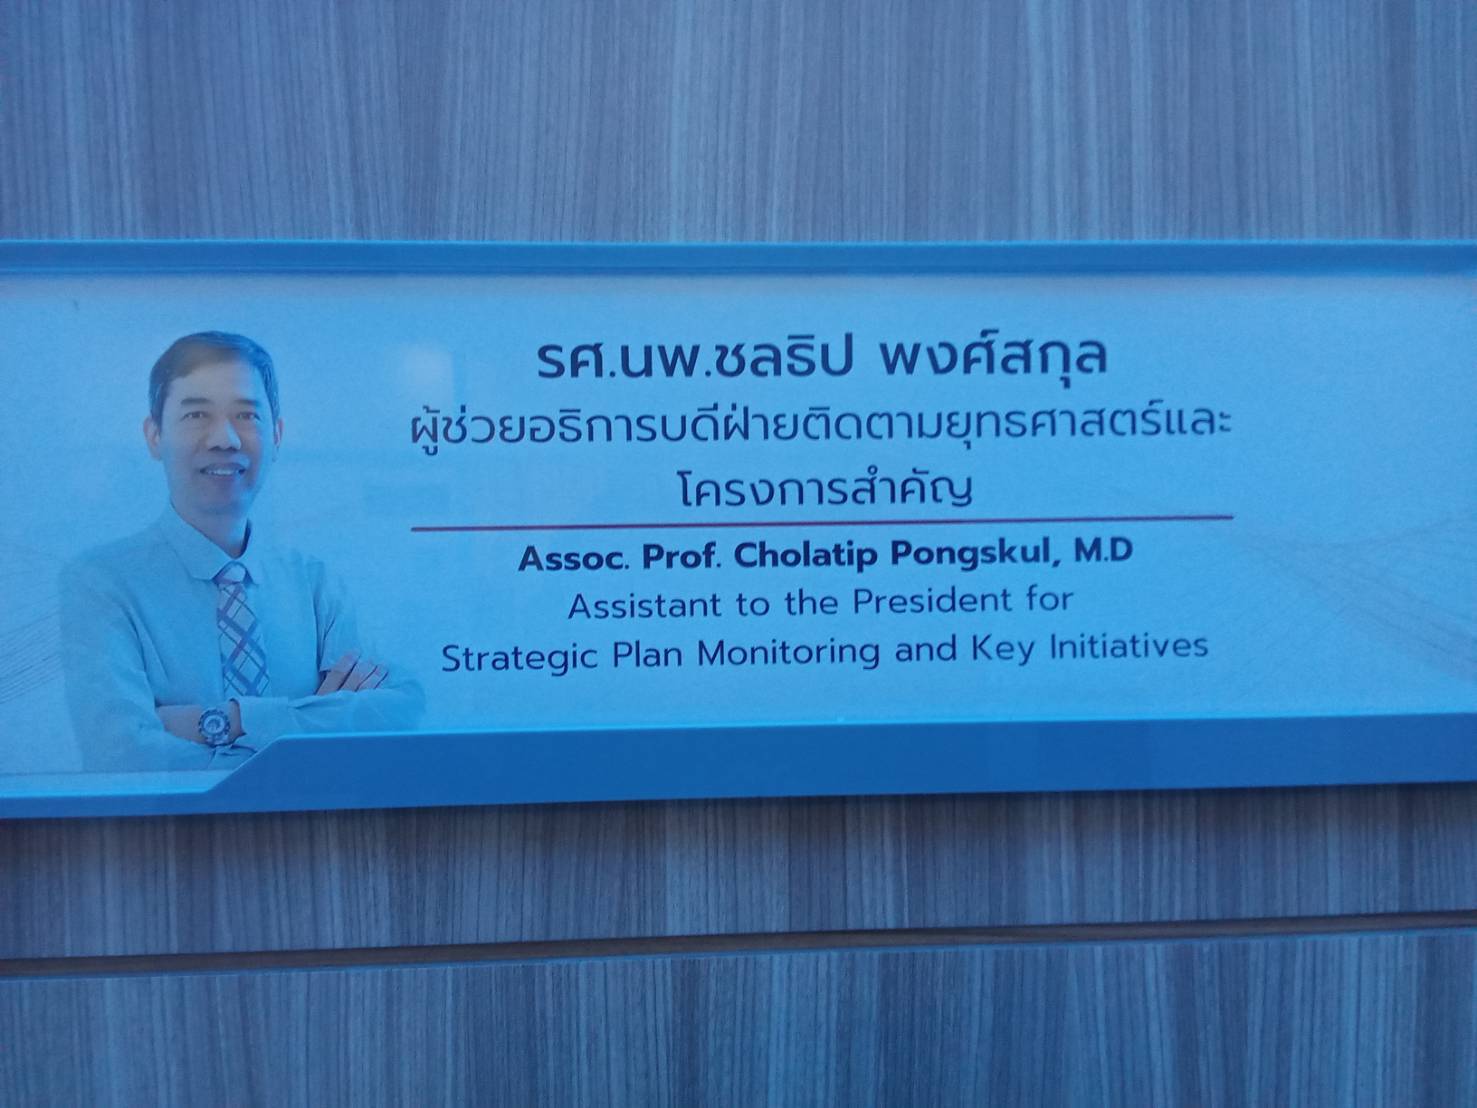 รศ.นพ.ชลธิป พงศ์สกุล
ผู้ช่วยอธิการบดีฝ่ายติดตามยุทธศาสตร์และ
โครงการสำคัญ
Assoc. Prof. Cholatip Pongskul, M.D
Assistant to the President for
Strategic Plan Monitoring and Key Initiatives